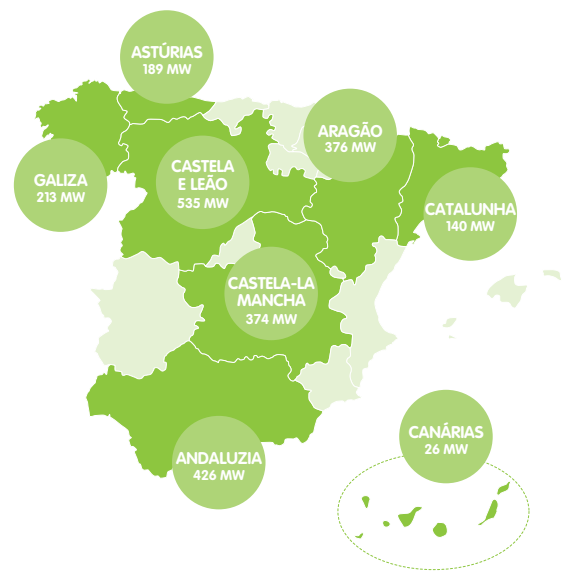 ASTÚRIAS
189 MW
ARAGÃO
376 MW
CASTELA
E LEÃO
535 MW
GALIZA
213 MW
CATALUNHA
140 MW
CASTELA-LA
MANCHA
374 MW
CANÁRIAS
26 MW
ANDALUZIA
426 MW